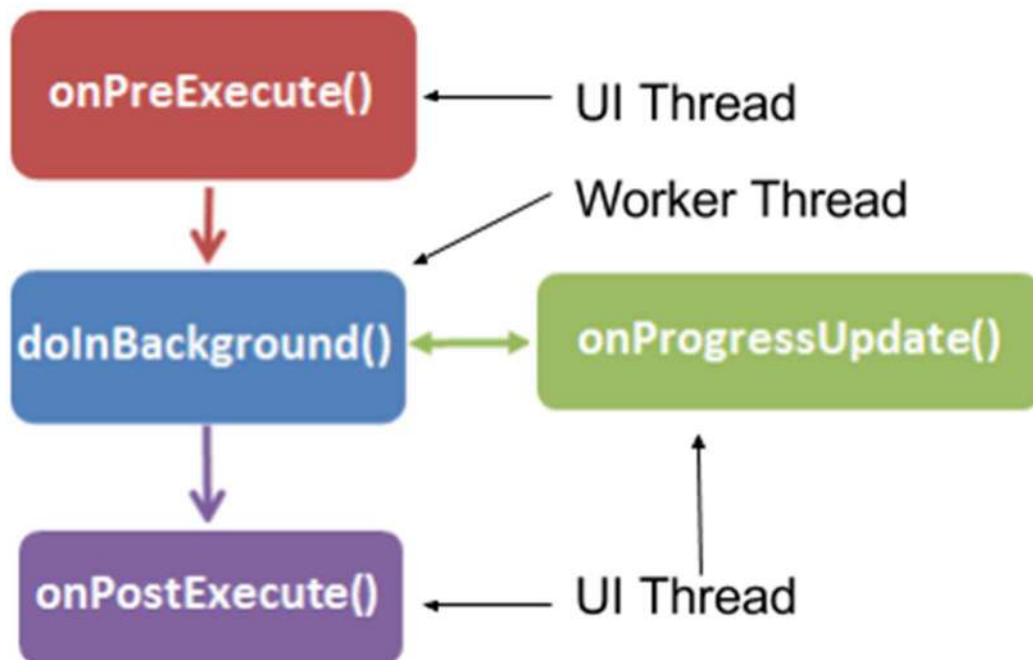 onPreExecute()
UI Thread
Worker Thread
doInBackground()
onProgressUpdate()
onPostExecute()
UI Thread